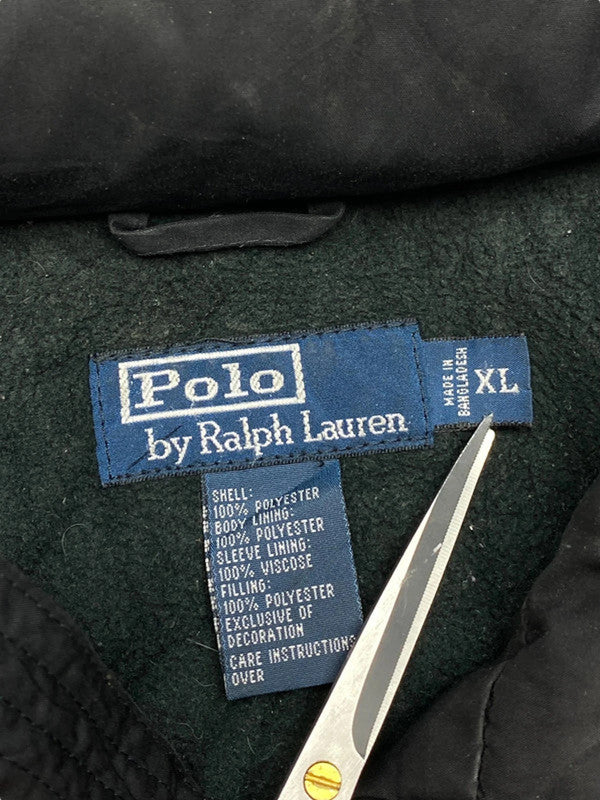 Polo
by Ralph Lauren
MADE IN
BANGLADESH
XL
SHELL:
100% POLYESTER
BODY LINING:
100% POLYESTER
SLEEVE LINING:
100% VISCOSE
FILLING:
100% POLYESTER
EXCLUSIVE OF
DECORATION
CARE INSTRUCTIONS
OVER